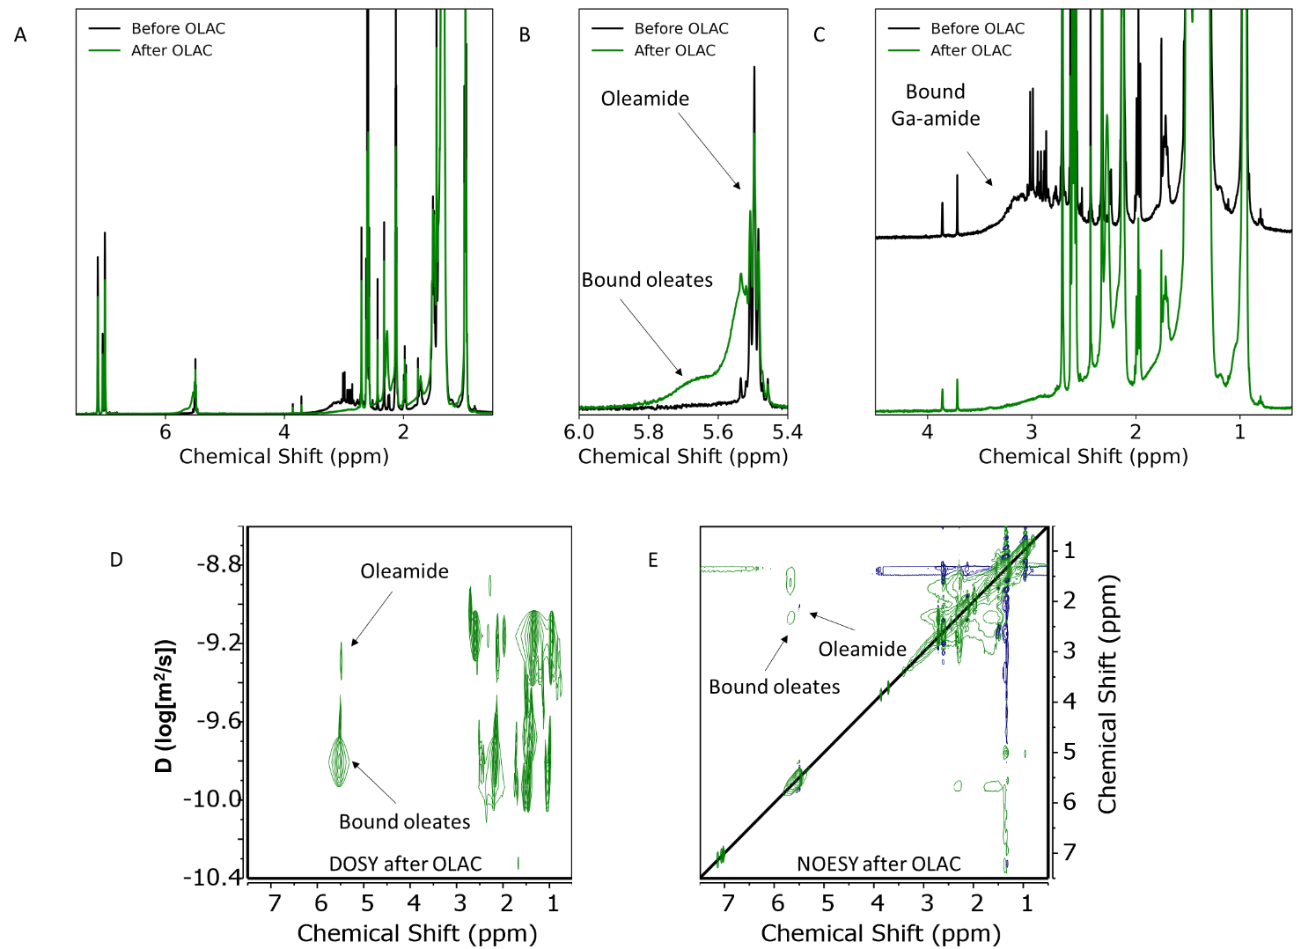 A
Before OLAC
After OLAC
6
4
2
Chemical Shift (ppm)
B
Before OLAC
After OLAC
Oleamide
Bound oleates
6.0
5.8
5.6
5.4
Chemical Shift (ppm)
C
Before OLAC
After OLAC
Bound
Ga-amide
4
3
2
1
Chemical Shift (ppm)
D
D (log[m²/s])
-8.8
-9.2
-9.6
-10.0
-10.4
Oleamide
Bound oleates
DOSY after OLAC
7
6
5
4
3
2
1
Chemical Shift (ppm)
E
Oleamide
Bound oleates
NOESY after OLAC
1
2
3
4
5
6
7
Chemical Shift (ppm)
7
6
5
4
3
2
1
Chemical Shift (ppm)